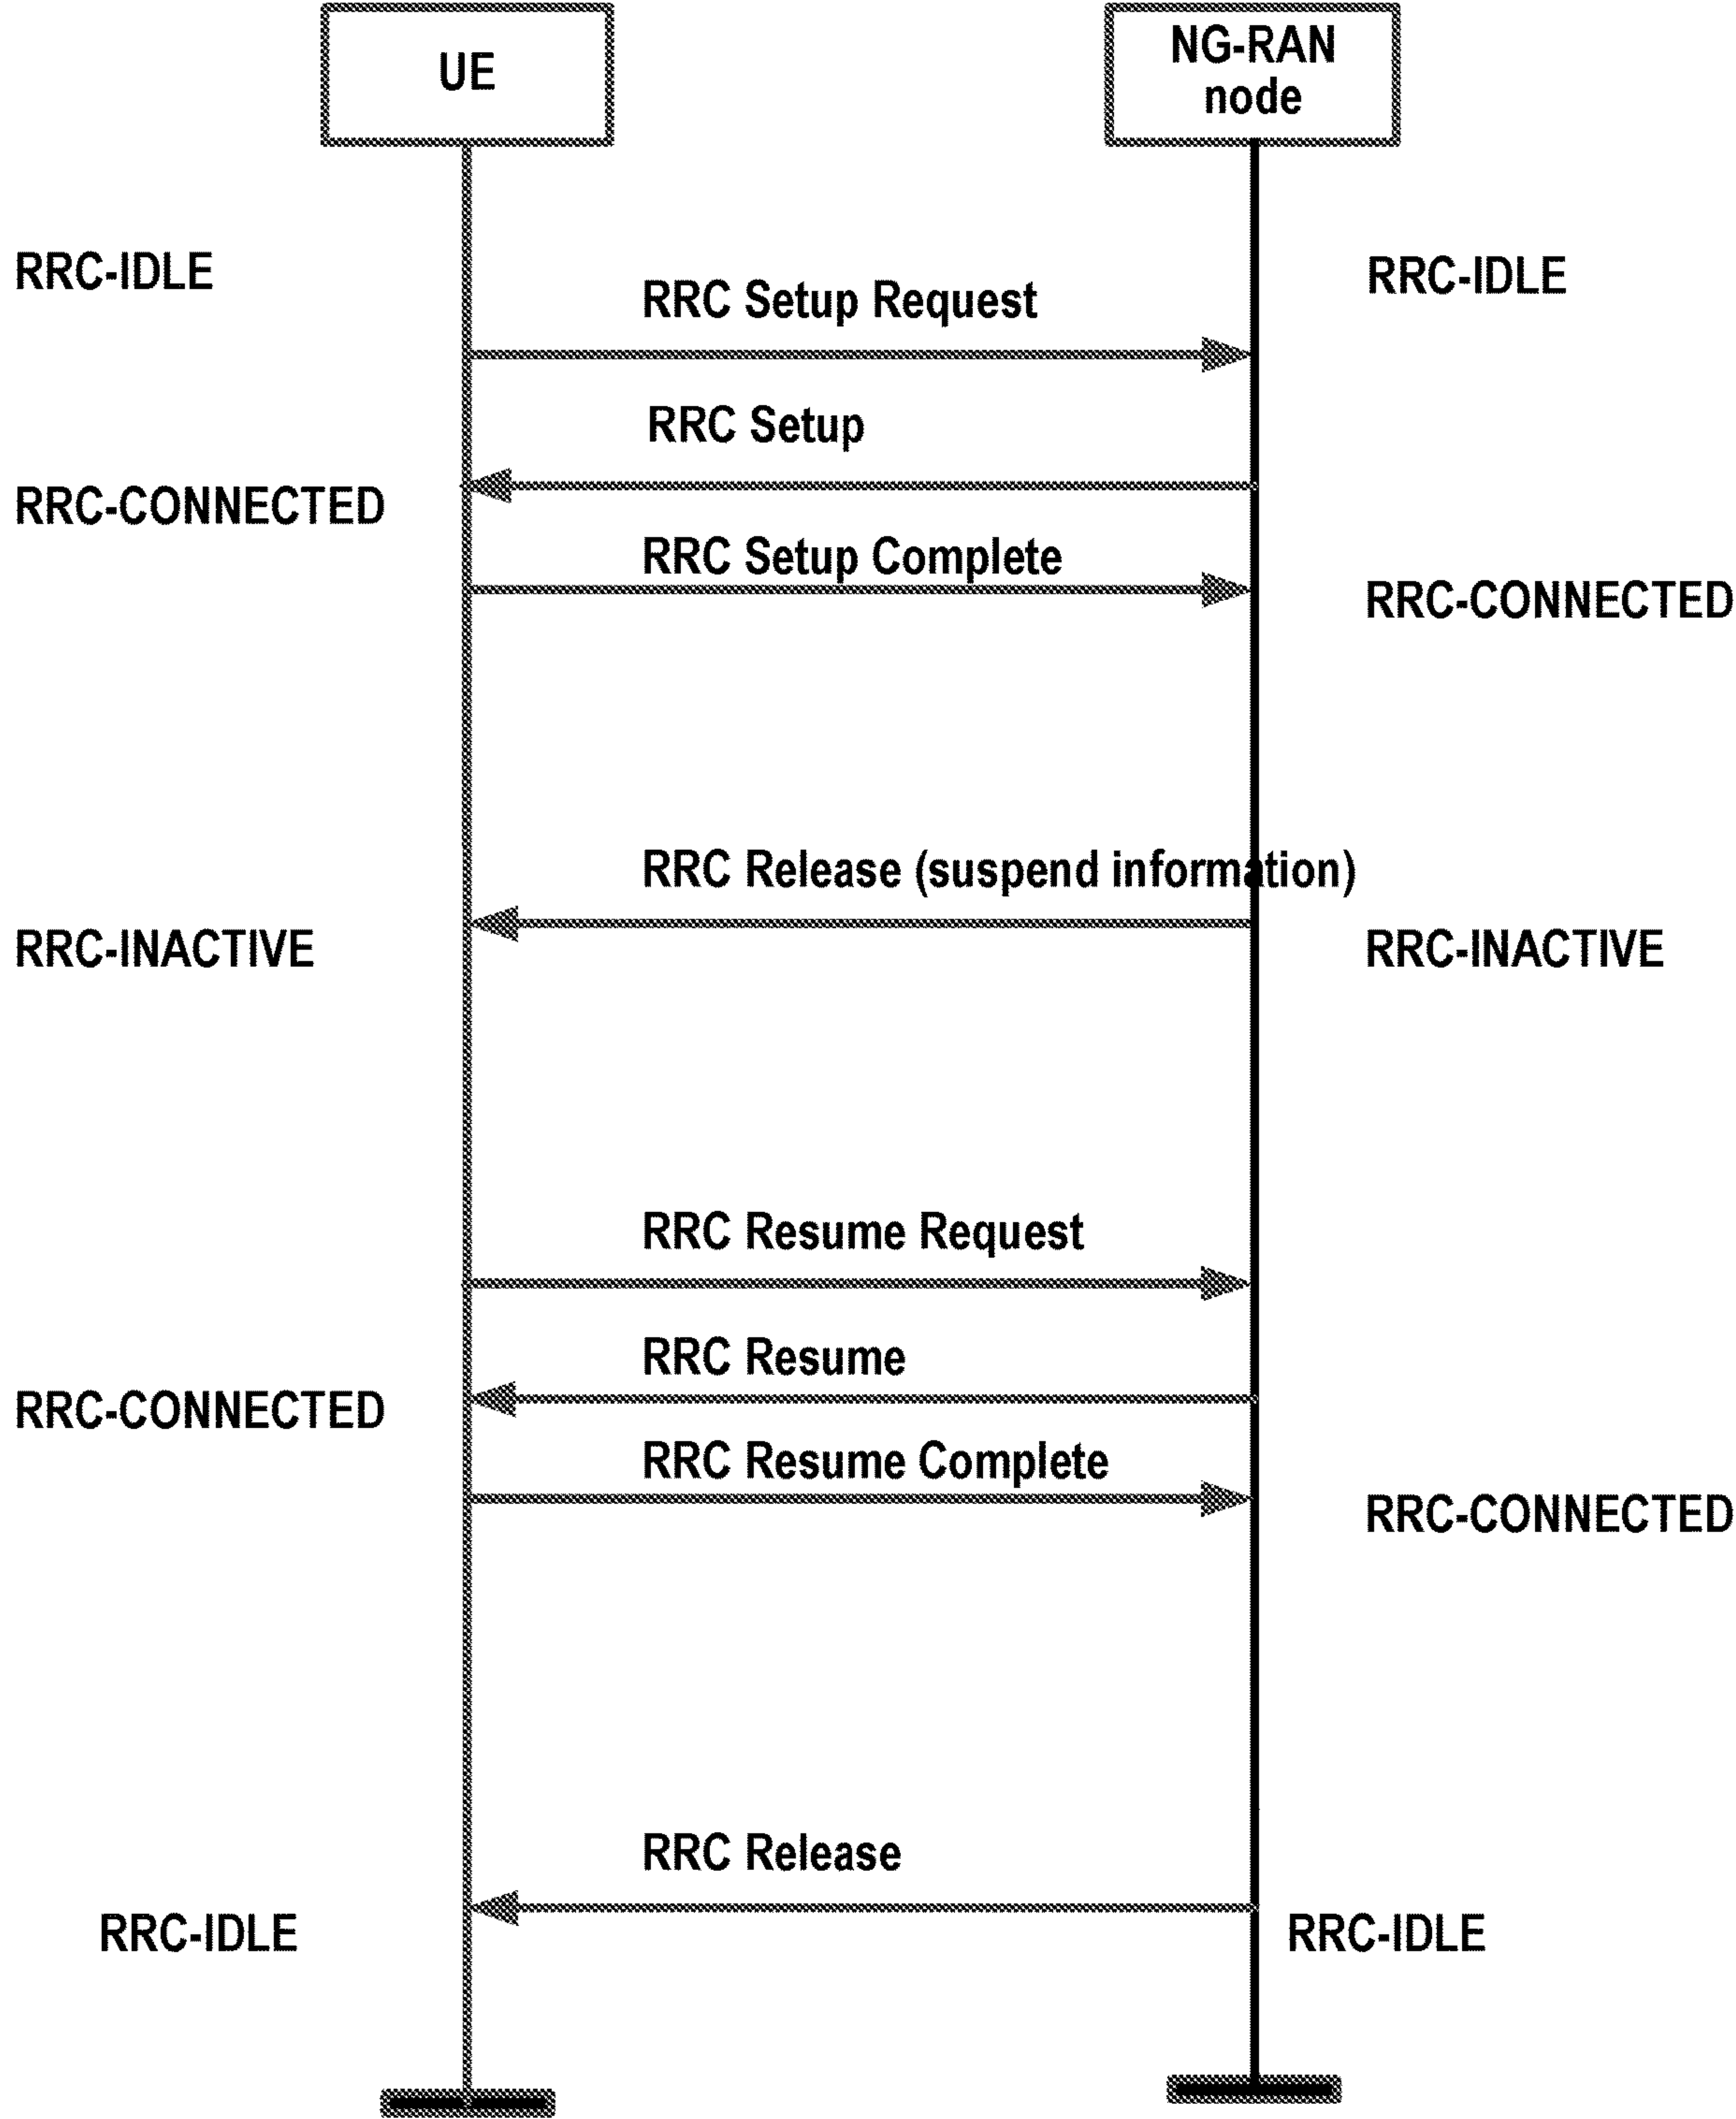 UE
NG-RAN
node
RRC-IDLE
RRC-IDLE
RRC Setup Request
RRC Setup
RRC-CONNECTED
RRC Setup Complete
RRC-CONNECTED
RRC Release (suspend information)
RRC-INACTIVE
RRC-INACTIVE
RRC Resume Request
RRC Resume
RRC-CONNECTED
RRC Resume Complete
RRC-CONNECTED
RRC Release
RRC-IDLE
RRC-IDLE